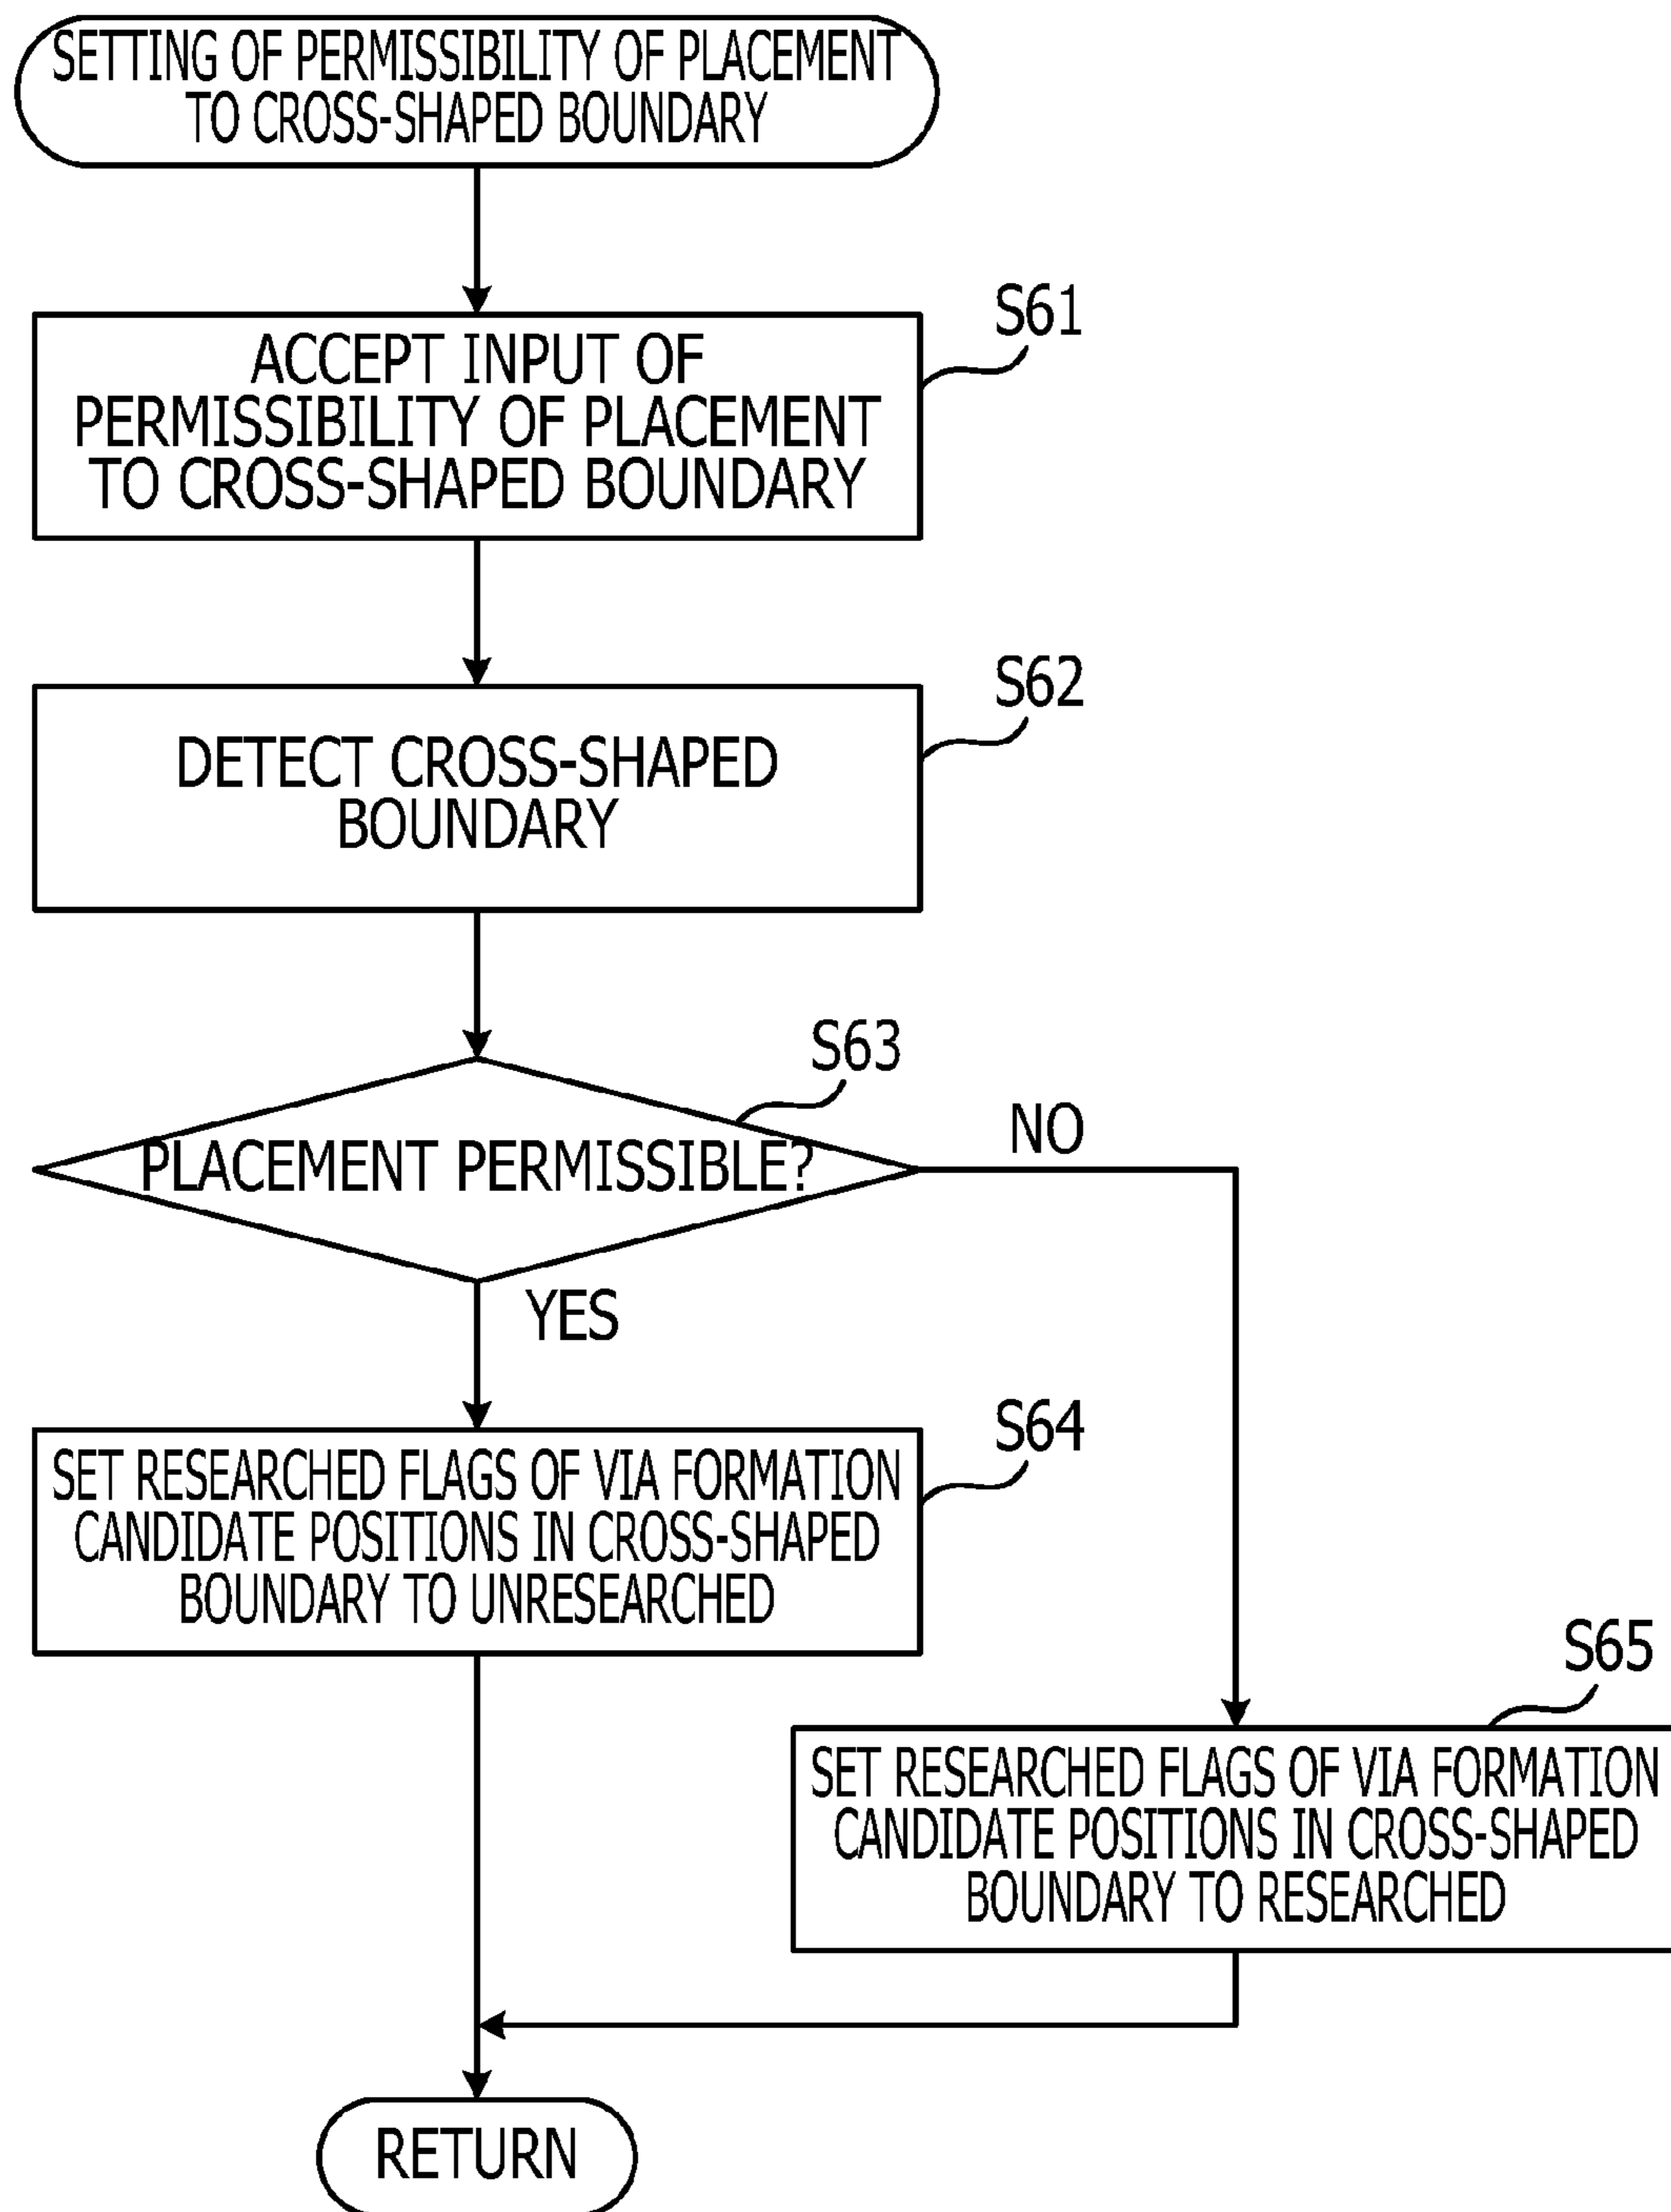 SETTING OF PERMISSIBILITY OF PLACEMENT
TO CROSS-SHAPED BOUNDARY
S61
ACCEPT INPUT OF
PERMISSIBILITY OF PLACEMENT
TO CROSS-SHAPED BOUNDARY
S62
DETECT CROSS-SHAPED
BOUNDARY
S63
PLACEMENT PERMISSIBLE?
NO
YES
S64
SET RESEARCHED FLAGS OF VIA FORMATION
CANDIDATE POSITIONS IN CROSS-SHAPED
BOUNDARY TO UNRESEARCHED
S65
SET RESEARCHED FLAGS OF VIA FORMATION
CANDIDATE POSITIONS IN CROSS-SHAPED
BOUNDARY TO RESEARCHED
RETURN